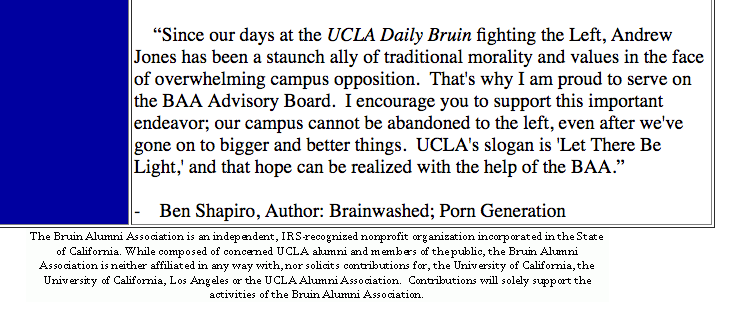 “Since our days at the UCLA Daily Bruin fighting the Left, Andrew
Jones has been a staunch ally of traditional morality and values in the face
of overwhelming campus opposition.  That's why I am proud to serve on
the BAA Advisory Board.  I encourage you to support this important
endeavor; our campus cannot be abandoned to the left, even after we've
gone on to bigger and better things.  UCLA's slogan is 'Let There Be
Light,' and that hope can be realized with the help of the BAA.”
-    Ben Shapiro, Author: Brainwashed; Porn Generation
The Bruin Alumni Association is an independent, IRS-recognized nonprofit organization incorporated in the State
of California. While composed of concerned UCLA alumni and members of the public, the Bruin Alumni
Association is neither affiliated in any way with, nor solicits contributions for, the University of California, the
University of California, Los Angeles or the UCLA Alumni Association.  Contributions will solely support the
activities of the Bruin Alumni Association.